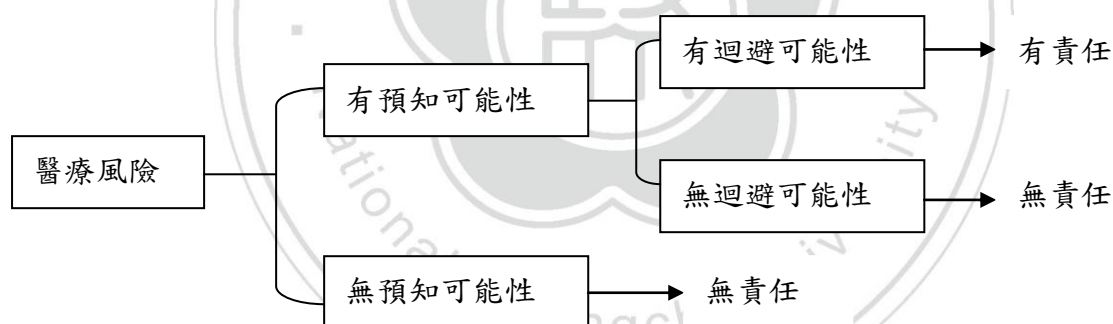 有迴避可能性
有責任
有預知可能性
醫療風險
無迴避可能性
無責任
無預知可能性
無責任